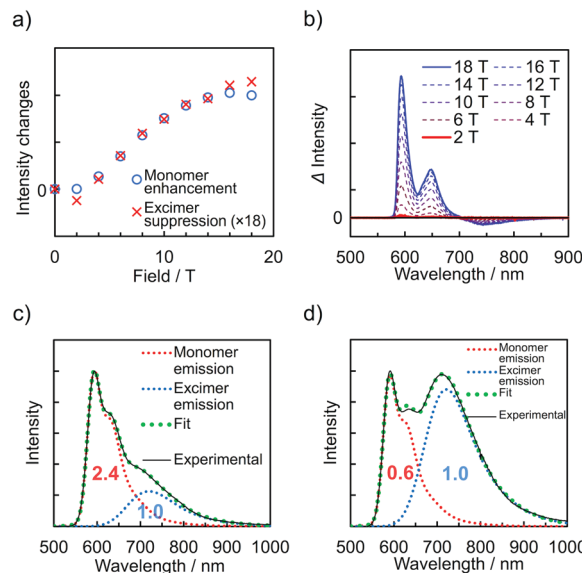 a)
Intensity changes
0
Monomer
enhancement
Excimer
suppression (×18)
0 5 10 15 20
Field / T
b)
Δ Intensity
0
18 T 16 T
14 T 12 T
10 T 8 T
6 T 4 T
2 T
500 600 700 800 900
Wavelength / nm
c)
Intensity
Monomer
emission
Excimer
emission
Fit
Experimental
2.4
1.0
500 600 700 800 900 1000
Wavelength / nm
d)
Intensity
Monomer
emission
Excimer
emission
Fit
Experimental
0.6
1.0
500 600 700 800 900 1000
Wavelength / nm